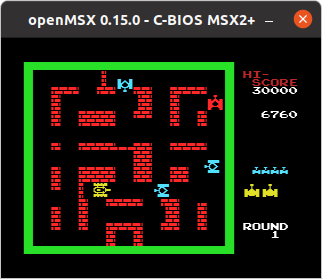 openMSX 0.15.0 - C-BIOS MSX2+ –
HI-
SCORE
30000
6760
ROUND
1